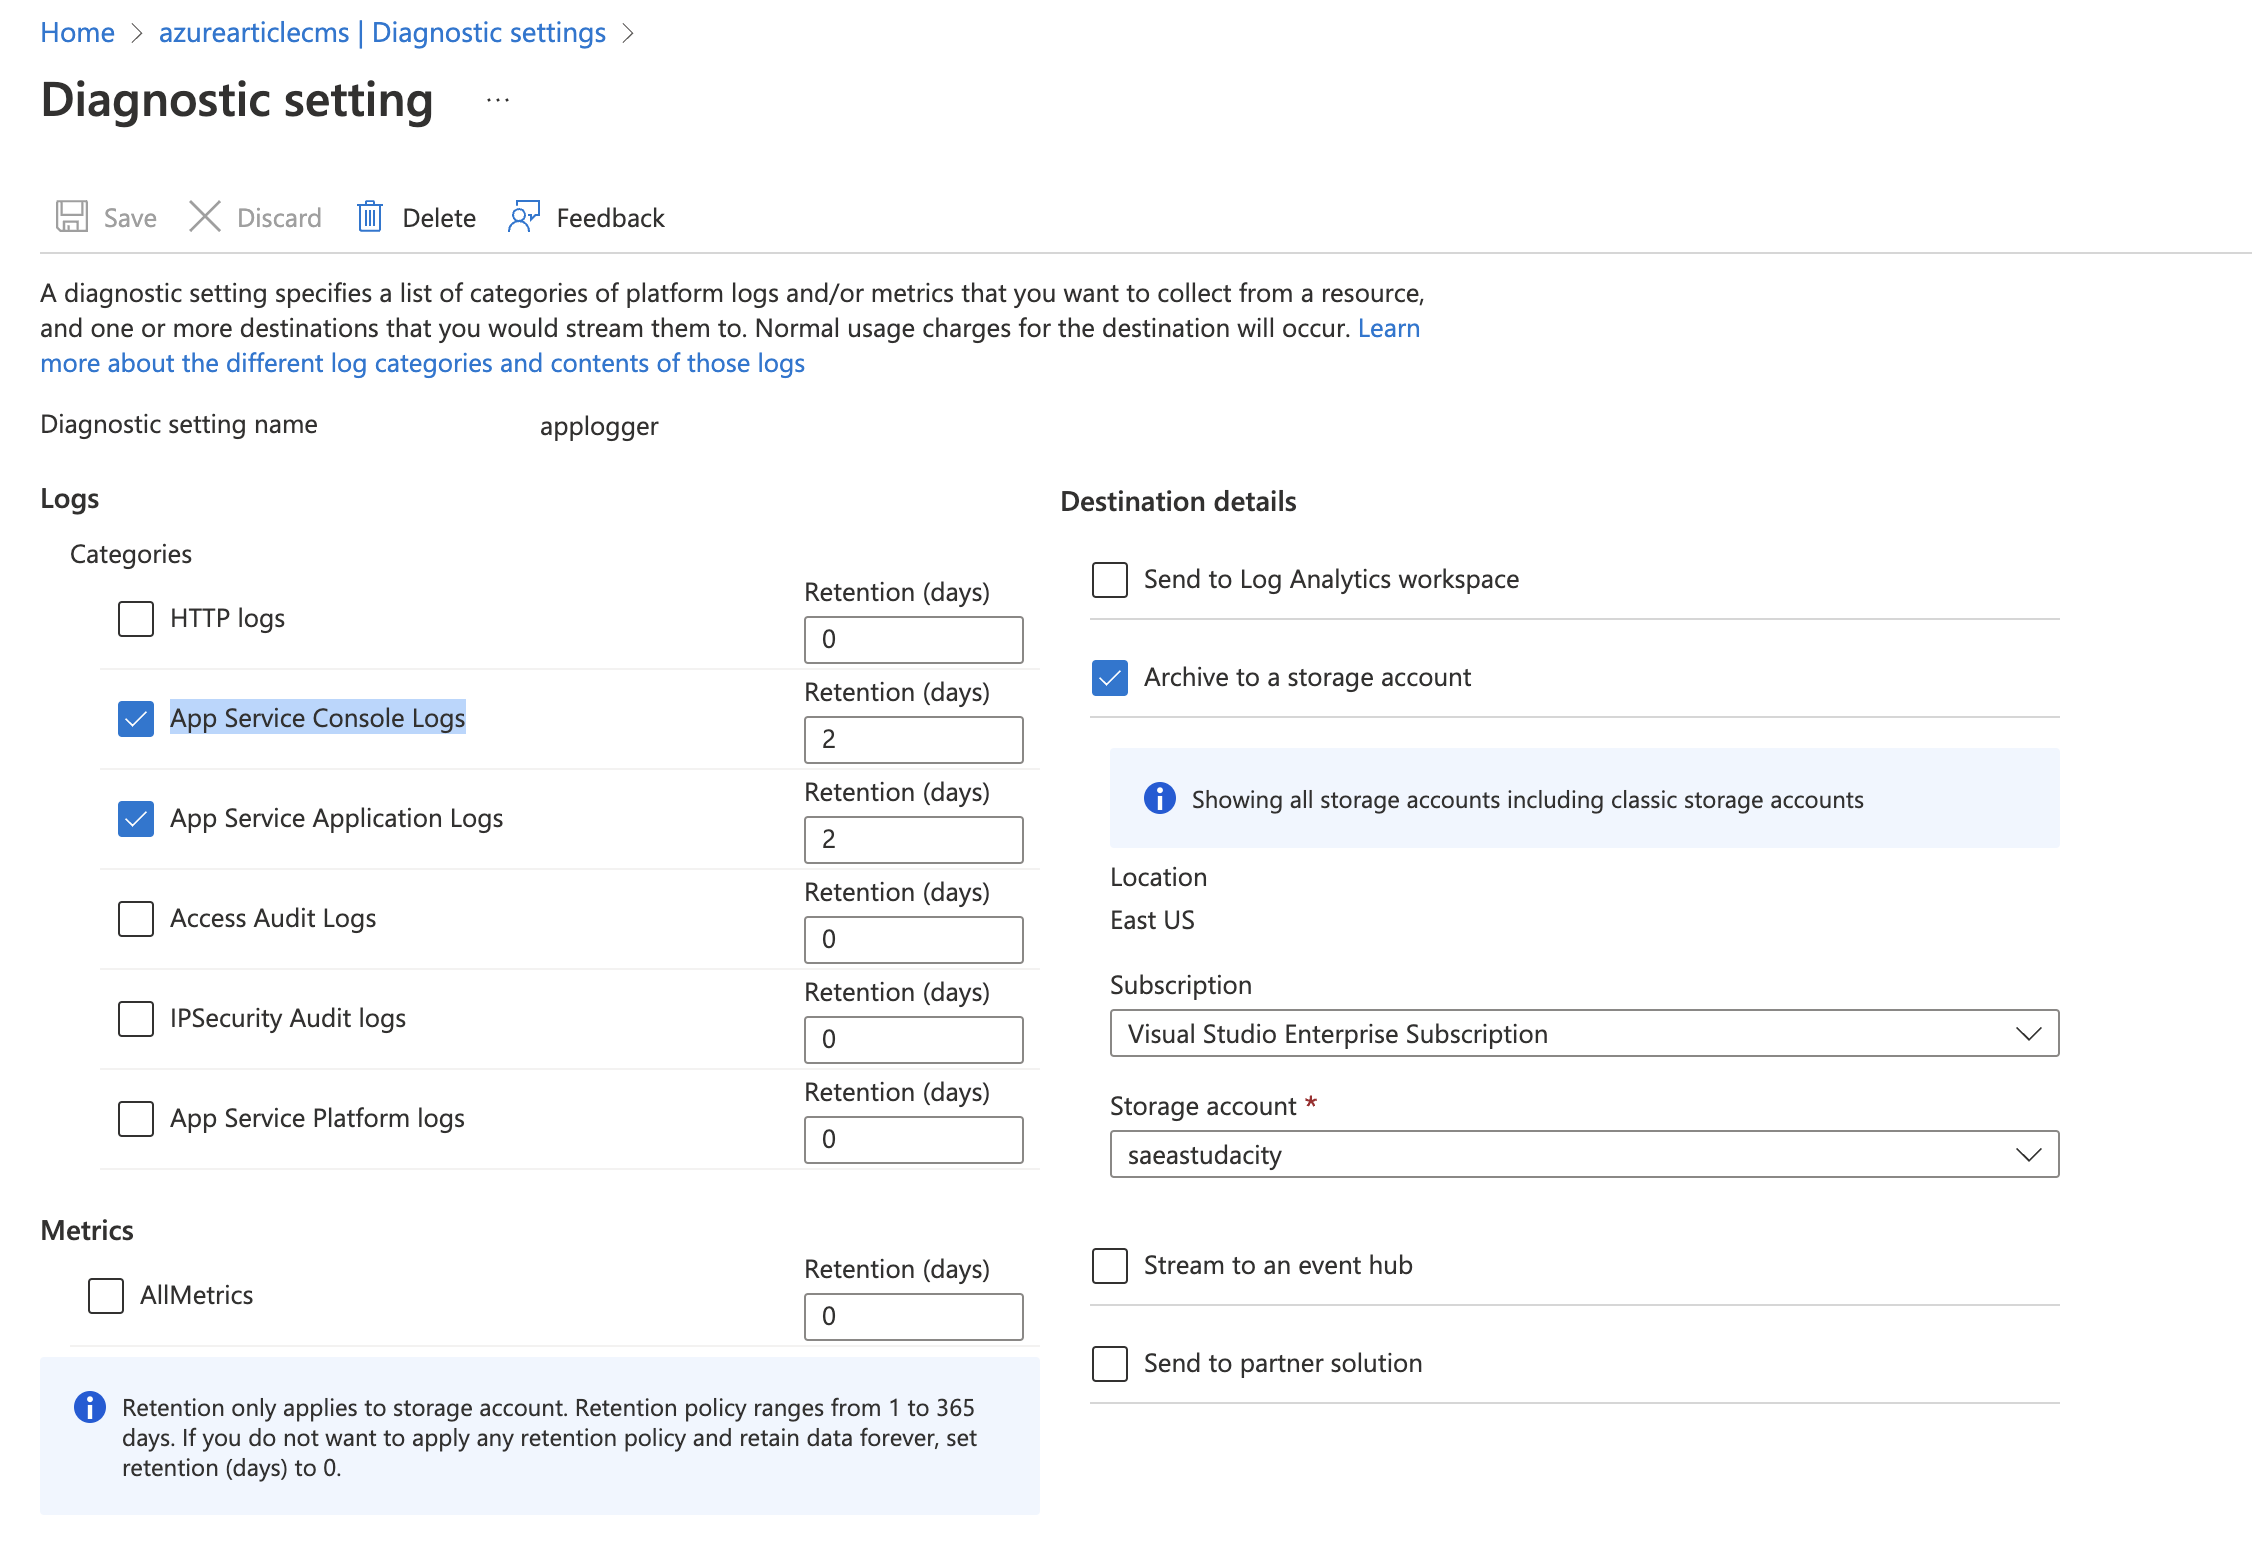 Home > azurearticlecms | Diagnostic settings >
Diagnostic setting ...
Save Discard Delete Feedback
A diagnostic setting specifies a list of categories of platform logs and/or metrics that you want to collect from a resource,
and one or more destinations that you would stream them to. Normal usage charges for the destination will occur. Learn
more about the different log categories and contents of those logs
Diagnostic setting name applogger
Logs
Categories
HTTP logs
Retention (days)
0
App Service Console Logs
Retention (days)
2
App Service Application Logs
Retention (days)
2
Access Audit Logs
Retention (days)
0
IPSecurity Audit logs
Retention (days)
0
App Service Platform logs
Retention (days)
0
Metrics
AllMetrics
Retention (days)
0
Retention only applies to storage account. Retention policy ranges from 1 to 365
days. If you do not want to apply any retention policy and retain data forever, set
retention (days) to 0.
Destination details
Send to Log Analytics workspace
Archive to a storage account
Showing all storage accounts including classic storage accounts
Location
East US
Subscription
Visual Studio Enterprise Subscription
Storage account *
saeastudacity
Stream to an event hub
Send to partner solution